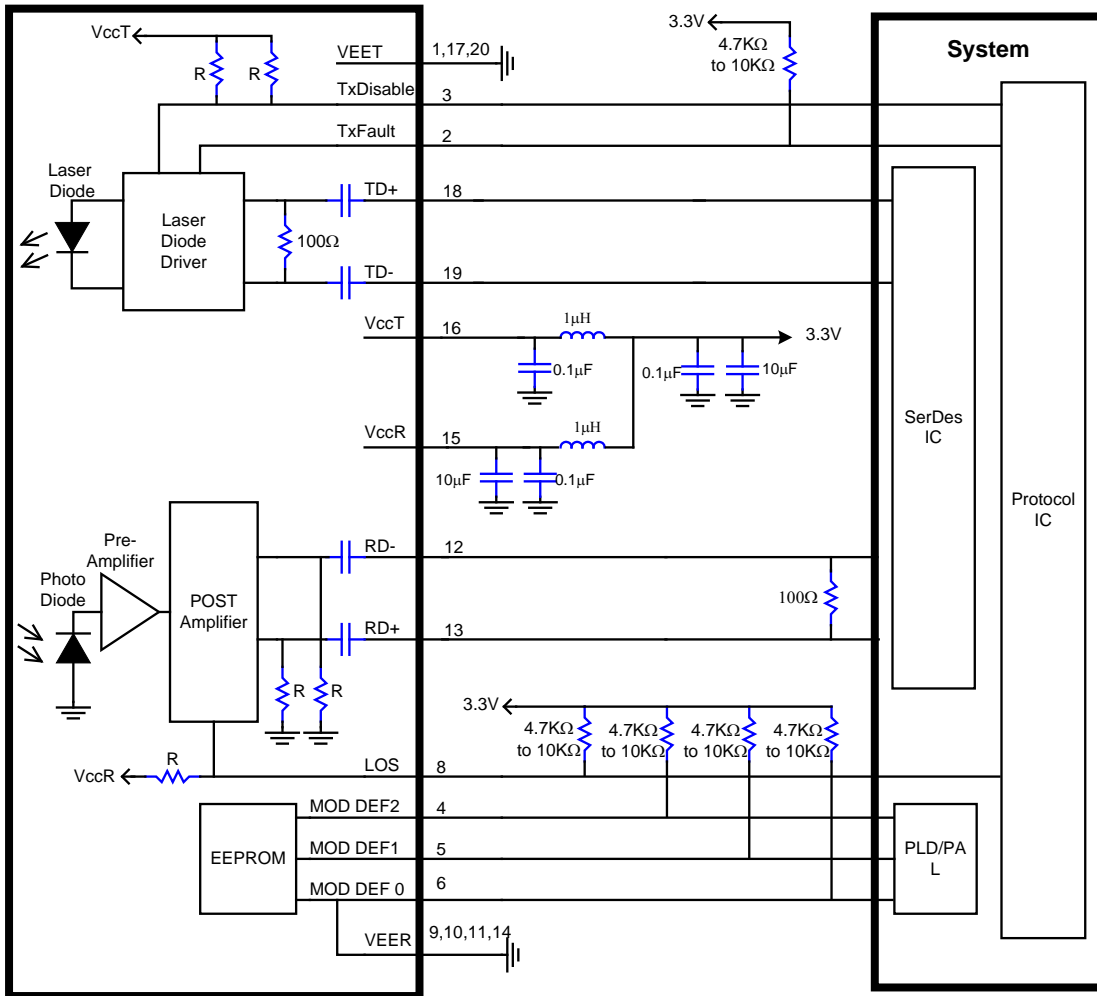 VccT
R
R
VEET
1,17,20
3.3V
4.7KΩ
to 10KΩ
System
TxDisable
3
TxFault
2
Laser
Diode
Laser
Diode
Driver
TD+
18
100Ω
TD-
19
VccT
16
1μH
3.3V
0.1μF
0.1μF
10μF
VccR
15
1μH
10μF
0.1μF
SerDes
IC
Protocol
IC
Pre-
Amplifier
Photo
Diode
POST
Amplifier
RD-
12
100Ω
RD+
13
R
R
3.3V
4.7KΩ
to 10KΩ
4.7KΩ
to 10KΩ
4.7KΩ
to 10KΩ
4.7KΩ
to 10KΩ
VccR
R
LOS
8
EEPROM
MOD DEF2
4
MOD DEF1
5
MOD DEF 0
6
PLD/PA
L
VEER
9,10,11,14